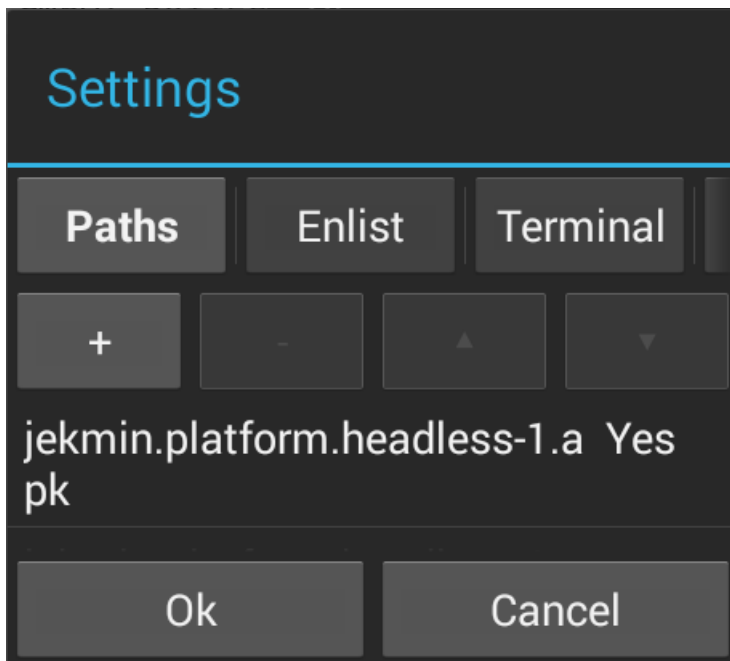 Settings
Paths Enlist Terminal
+ - ▲ ▼
jekmin.platform.headless-1.a Yes
pk
Ok Cancel